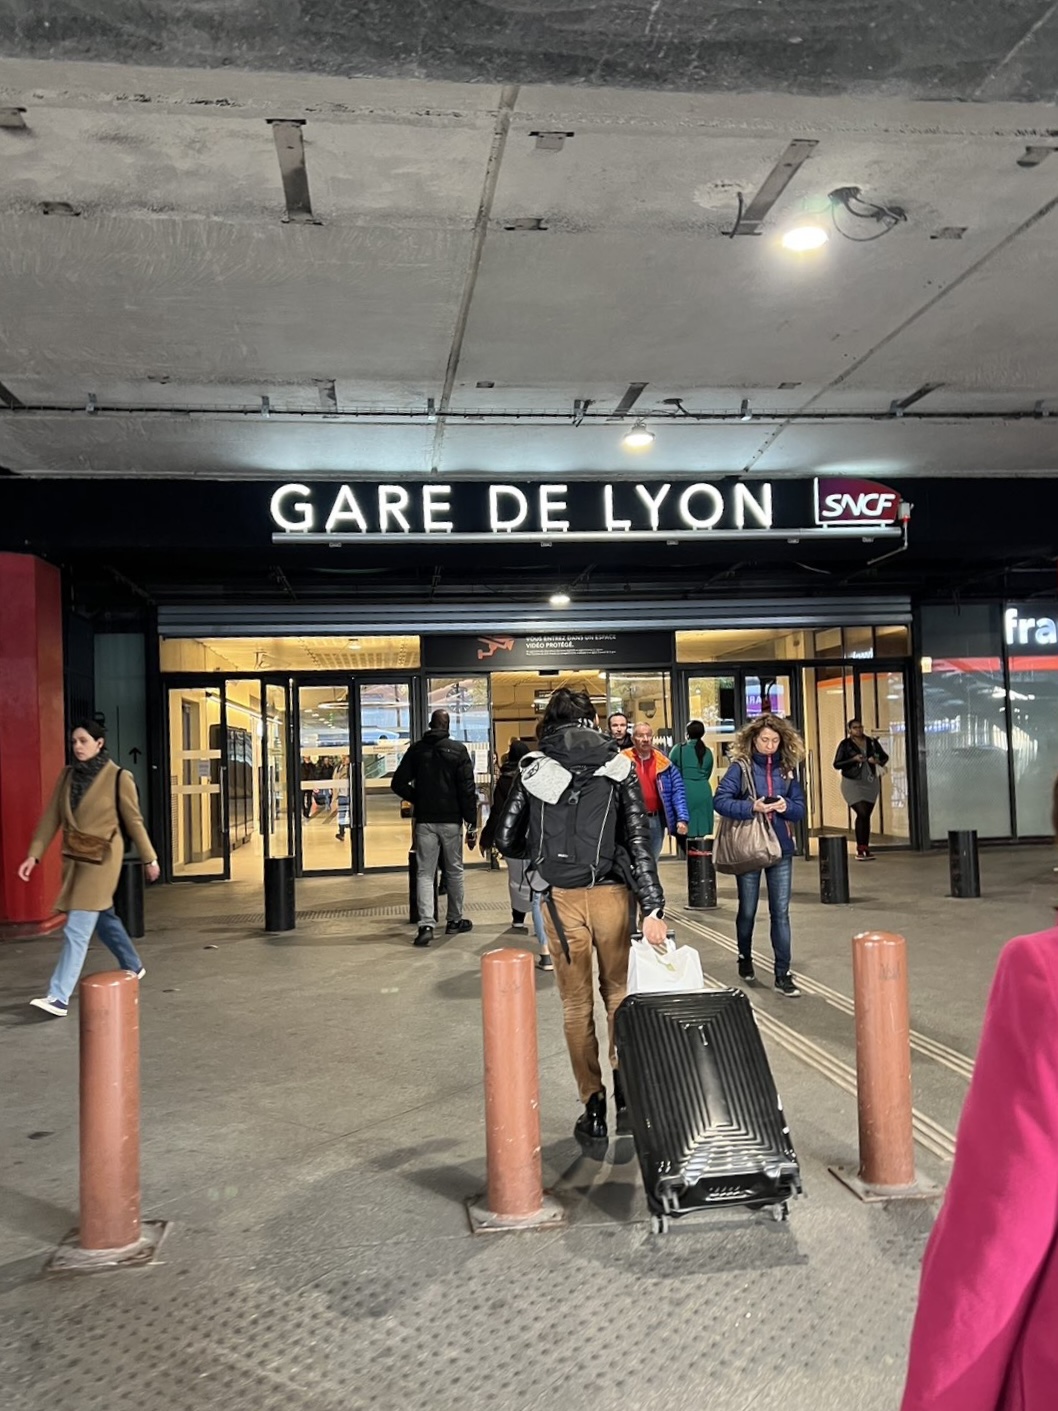 GARE DE LYON
SNCF
VOUS ENTREZ DANS UN ESPACE
VIDÉO PROTÉGÉ.
fra